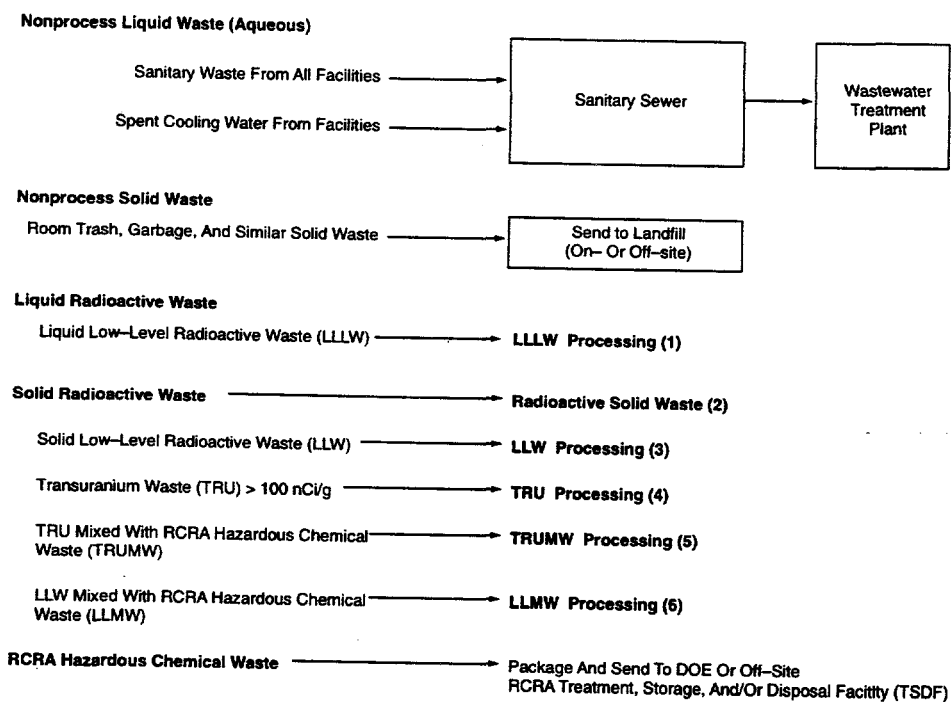 Nonprocess Liquid Waste (Aqueous)
Sanitary Waste From All Facilities
Spent Cooling Water From Facilities
Sanitary Sewer
Wastewater
Treatment
Plant
Nonprocess Solid Waste
Room Trash, Garbage, And Similar Solid Waste
Send to Landfill
(On– Or Off–site)
Liquid Radioactive Waste
Liquid Low–Level Radioactive Waste (LLLW)
LLLW Processing (1)
Solid Radioactive Waste
Radioactive Solid Waste (2)
Solid Low–Level Radioactive Waste (LLW)
LLW Processing (3)
Transuranium Waste (TRU) > 100 nCi/g
TRU Processing (4)
TRU Mixed With RCRA Hazardous Chemical
Waste (TRUMW)
TRUMW Processing (5)
LLW Mixed With RCRA Hazardous Chemical
Waste (LLMW)
LLMW Processing (6)
RCRA Hazardous Chemical Waste
Package And Send To DOE Or Off–Site
RCRA Treatment, Storage, And/Or Disposal Facitity (TSDF)